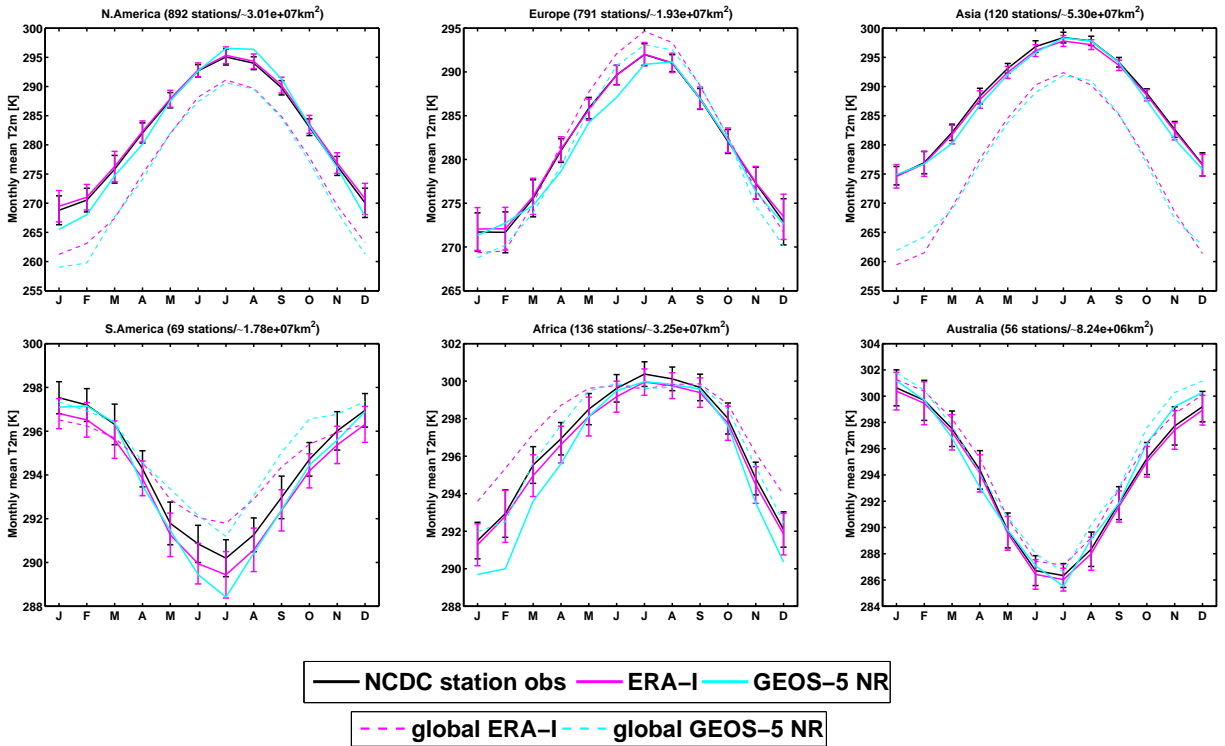 N.America (892 stations/~3.01e+07km2)
Monthly mean T2m [K]
300
295
290
285
280
275
270
265
260
255
J F M A M J J A S O N D
Europe (791 stations/~1.93e+07km2)
Monthly mean T2m [K]
295
290
285
280
275
270
265
J F M A M J J A S O N D
Asia (120 stations/~5.30e+07km2)
Monthly mean T2m [K]
300
295
290
285
280
275
270
265
260
255
J F M A M J J A S O N D
S.America (69 stations/~1.78e+07km2)
Monthly mean T2m [K]
300
298
296
294
292
290
288
J F M A M J J A S O N D
Africa (136 stations/~3.25e+07km2)
Monthly mean T2m [K]
302
300
298
296
294
292
290
288
J F M A M J J A S O N D
Australia (56 stations/~8.24e+06km2)
Monthly mean T2m [K]
304
302
300
298
296
294
292
290
288
286
284
J F M A M J J A S O N D
NCDC station obs ERA−I GEOS−5 NR
global ERA−I global GEOS−5 NR